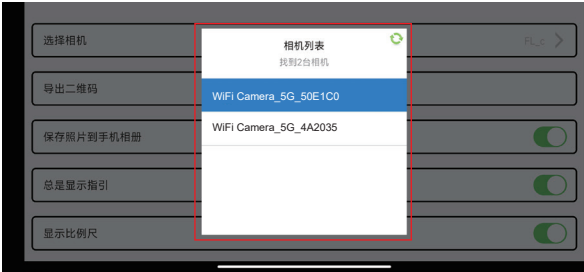 选择相机
导出二维码
保存照片到手机相册
总是显示指引
显示比例尺
相机列表
找到2台相机
WiFi Camera_5G_50E1C0
WiFi Camera_5G_4A2035